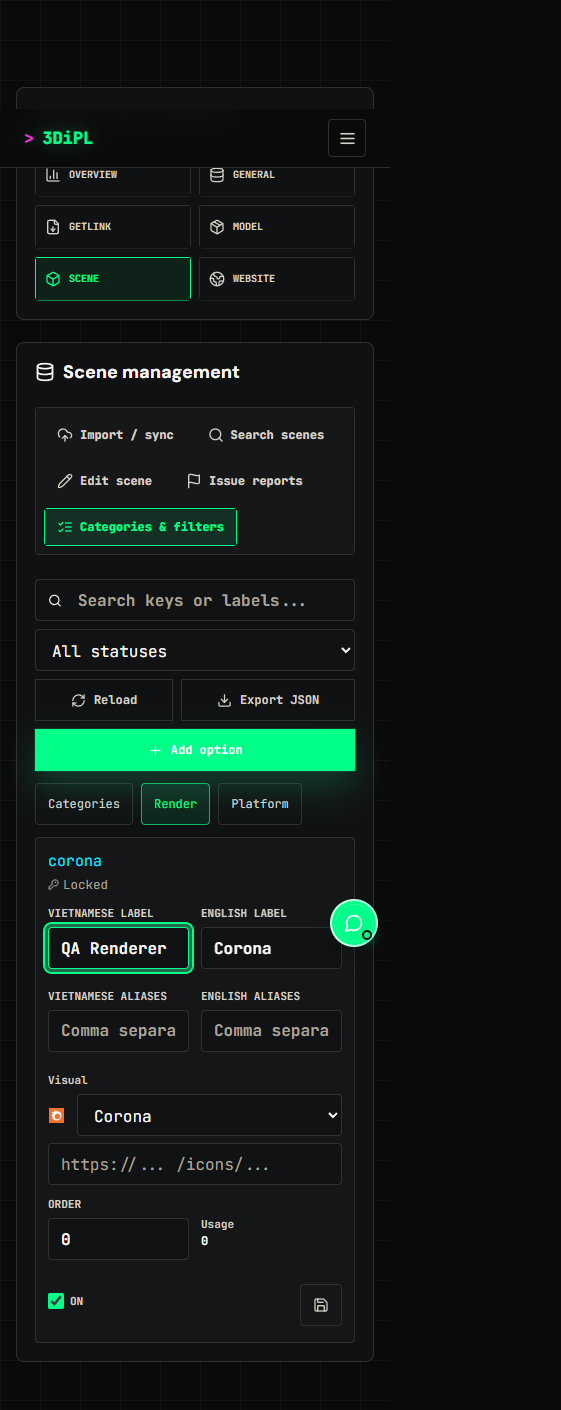 > 3DiPL
OVERVIEW
GENERAL
GETLINK
MODEL
SCENE
WEBSITE
Scene management
Import / sync
Search scenes
Edit scene
Issue reports
Categories & filters
Search keys or labels...
All statuses
Reload
Export JSON
+ Add option
Categories
Render
Platform
corona
Locked
VIETNAMESE LABEL
ENGLISH LABEL
QA Renderer
Corona
VIETNAMESE ALIASES
ENGLISH ALIASES
Comma separa
Comma separa
Visual
Corona
https://... /icons/...
ORDER
Usage
0
0
ON